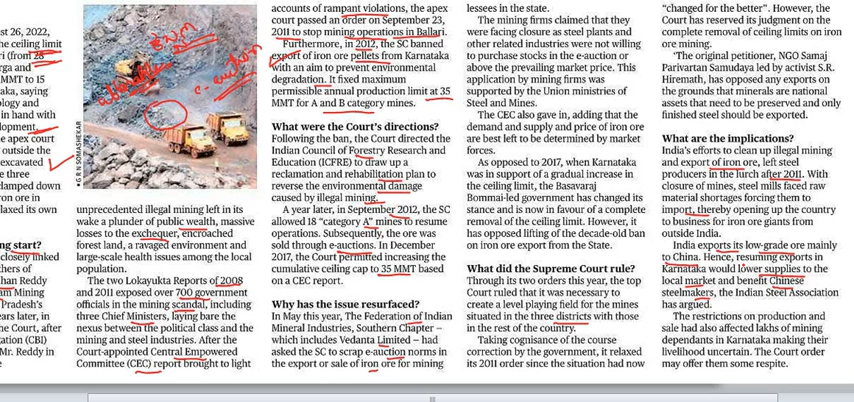 st 26, 2022,
he ceiling limit
ri (from 28
rga and
MMT to 15
aka, saying
ology and
in hand with
lopment,
e apex court
outside the
excavated
e three
clamped down
ron ore in
laxed its own
ng start?
closely linked
hers of
han Reddy
am Mining
Pradesh's
ears later, in
he Court, after
gation (CBI)
Mr. Reddy in
e
G R N SOMASHEKAR
e-auction
unprecedented illegal mining left in its
wake a plunder of public wealth, massive
losses to the exchequer, encroached
forest land, a ravaged environment and
large-scale health issues among the local
population.
The two Lokayukta Reports of 2008
and 2011 exposed over 700 government
officials in the mining scandal, including
three Chief Ministers, laying bare the
nexus between the political class and the
mining and steel industries. After the
Court-appointed Central Empowered
Committee (CEC) report brought to light
accounts of rampant violations, the apex
court passed an order on September 23,
2011 to stop mining operations in Ballari.
Furthermore, in 2012, the SC banned
export of iron ore pellets from Karnataka
with an aim to prevent environmental
degradation. It fixed maximum
permissible annual production limit at 35
MMT for A and B category mines.
What were the Court's directions?
Following the ban, the Court directed the
Indian Council of Forestry Research and
Education (ICFRE) to draw up a
reclamation and rehabilitation plan to
reverse the environmental damage
caused by illegal mining.
A year later, in September 2012, the SC
allowed 18 "category A" mines to resume
operations. Subsequently, the ore was
sold through e-auctions. In December
2017, the Court permitted increasing the
cumulative ceiling cap to 35 MMT based
on a CEC report.
Why has the issue resurfaced?
In May this year, The Federation of Indian
Mineral Industries, Southern Chapter –
which includes Vedanta Limited – had
asked the SC to scrap e-auction norms in
the export or sale of iron ore for mining
lessees in the state.
The mining firms claimed that they
were facing closure as steel plants and
other related industries were not willing
to purchase stocks in the e-auction or
above the prevailing market price. This
application by mining firms was
supported by the Union ministries of
Steel and Mines.
The CEC also gave in, adding that the
demand and supply and price of iron ore
are best left to be determined by market
forces.
As opposed to 2017, when Karnataka
was in support of a gradual increase in
the ceiling limit, the Basavaraj
Bommai-led government has changed its
stance and is now in favour of a complete
removal of the ceiling limit. However, it
has opposed lifting of the decade-old ban
on iron ore export from the State.
What did the Supreme Court rule?
Through its two orders this year, the top
Court ruled that it was necessary to
create a level playing field for the mines
situated in the three districts with those
in the rest of the country.
Taking cognisance of the course
correction by the government, it relaxed
its 2011 order since the situation had now
"changed for the better". However, the
Court has reserved its judgment on the
complete removal of ceiling limits on iron
ore mining.
'The original petitioner, NGO Samaj
Parivartan Samudaya led by activist S.R.
Hiremath, has opposed any exports on
the grounds that minerals are national
assets that need to be preserved and only
finished steel should be exported.
What are the implications?
India's efforts to clean up illegal mining
and export of iron ore, left steel
producers in the lurch after 2011. With
closure of mines, steel mills faced raw
material shortages forcing them to
import, thereby opening up the country
to business for iron ore giants from
outside India.
India exports its low-grade ore mainly
to China. Hence, resuming exports in
Karnataka would lower supplies to the
local market and benefit Chinese
steelmakers, the Indian Steel Association
has argued.
The restrictions on production and
sale had also affected lakhs of mining
dependants in Karnataka making their
livelihood uncertain. The Court order
may offer them some respite.